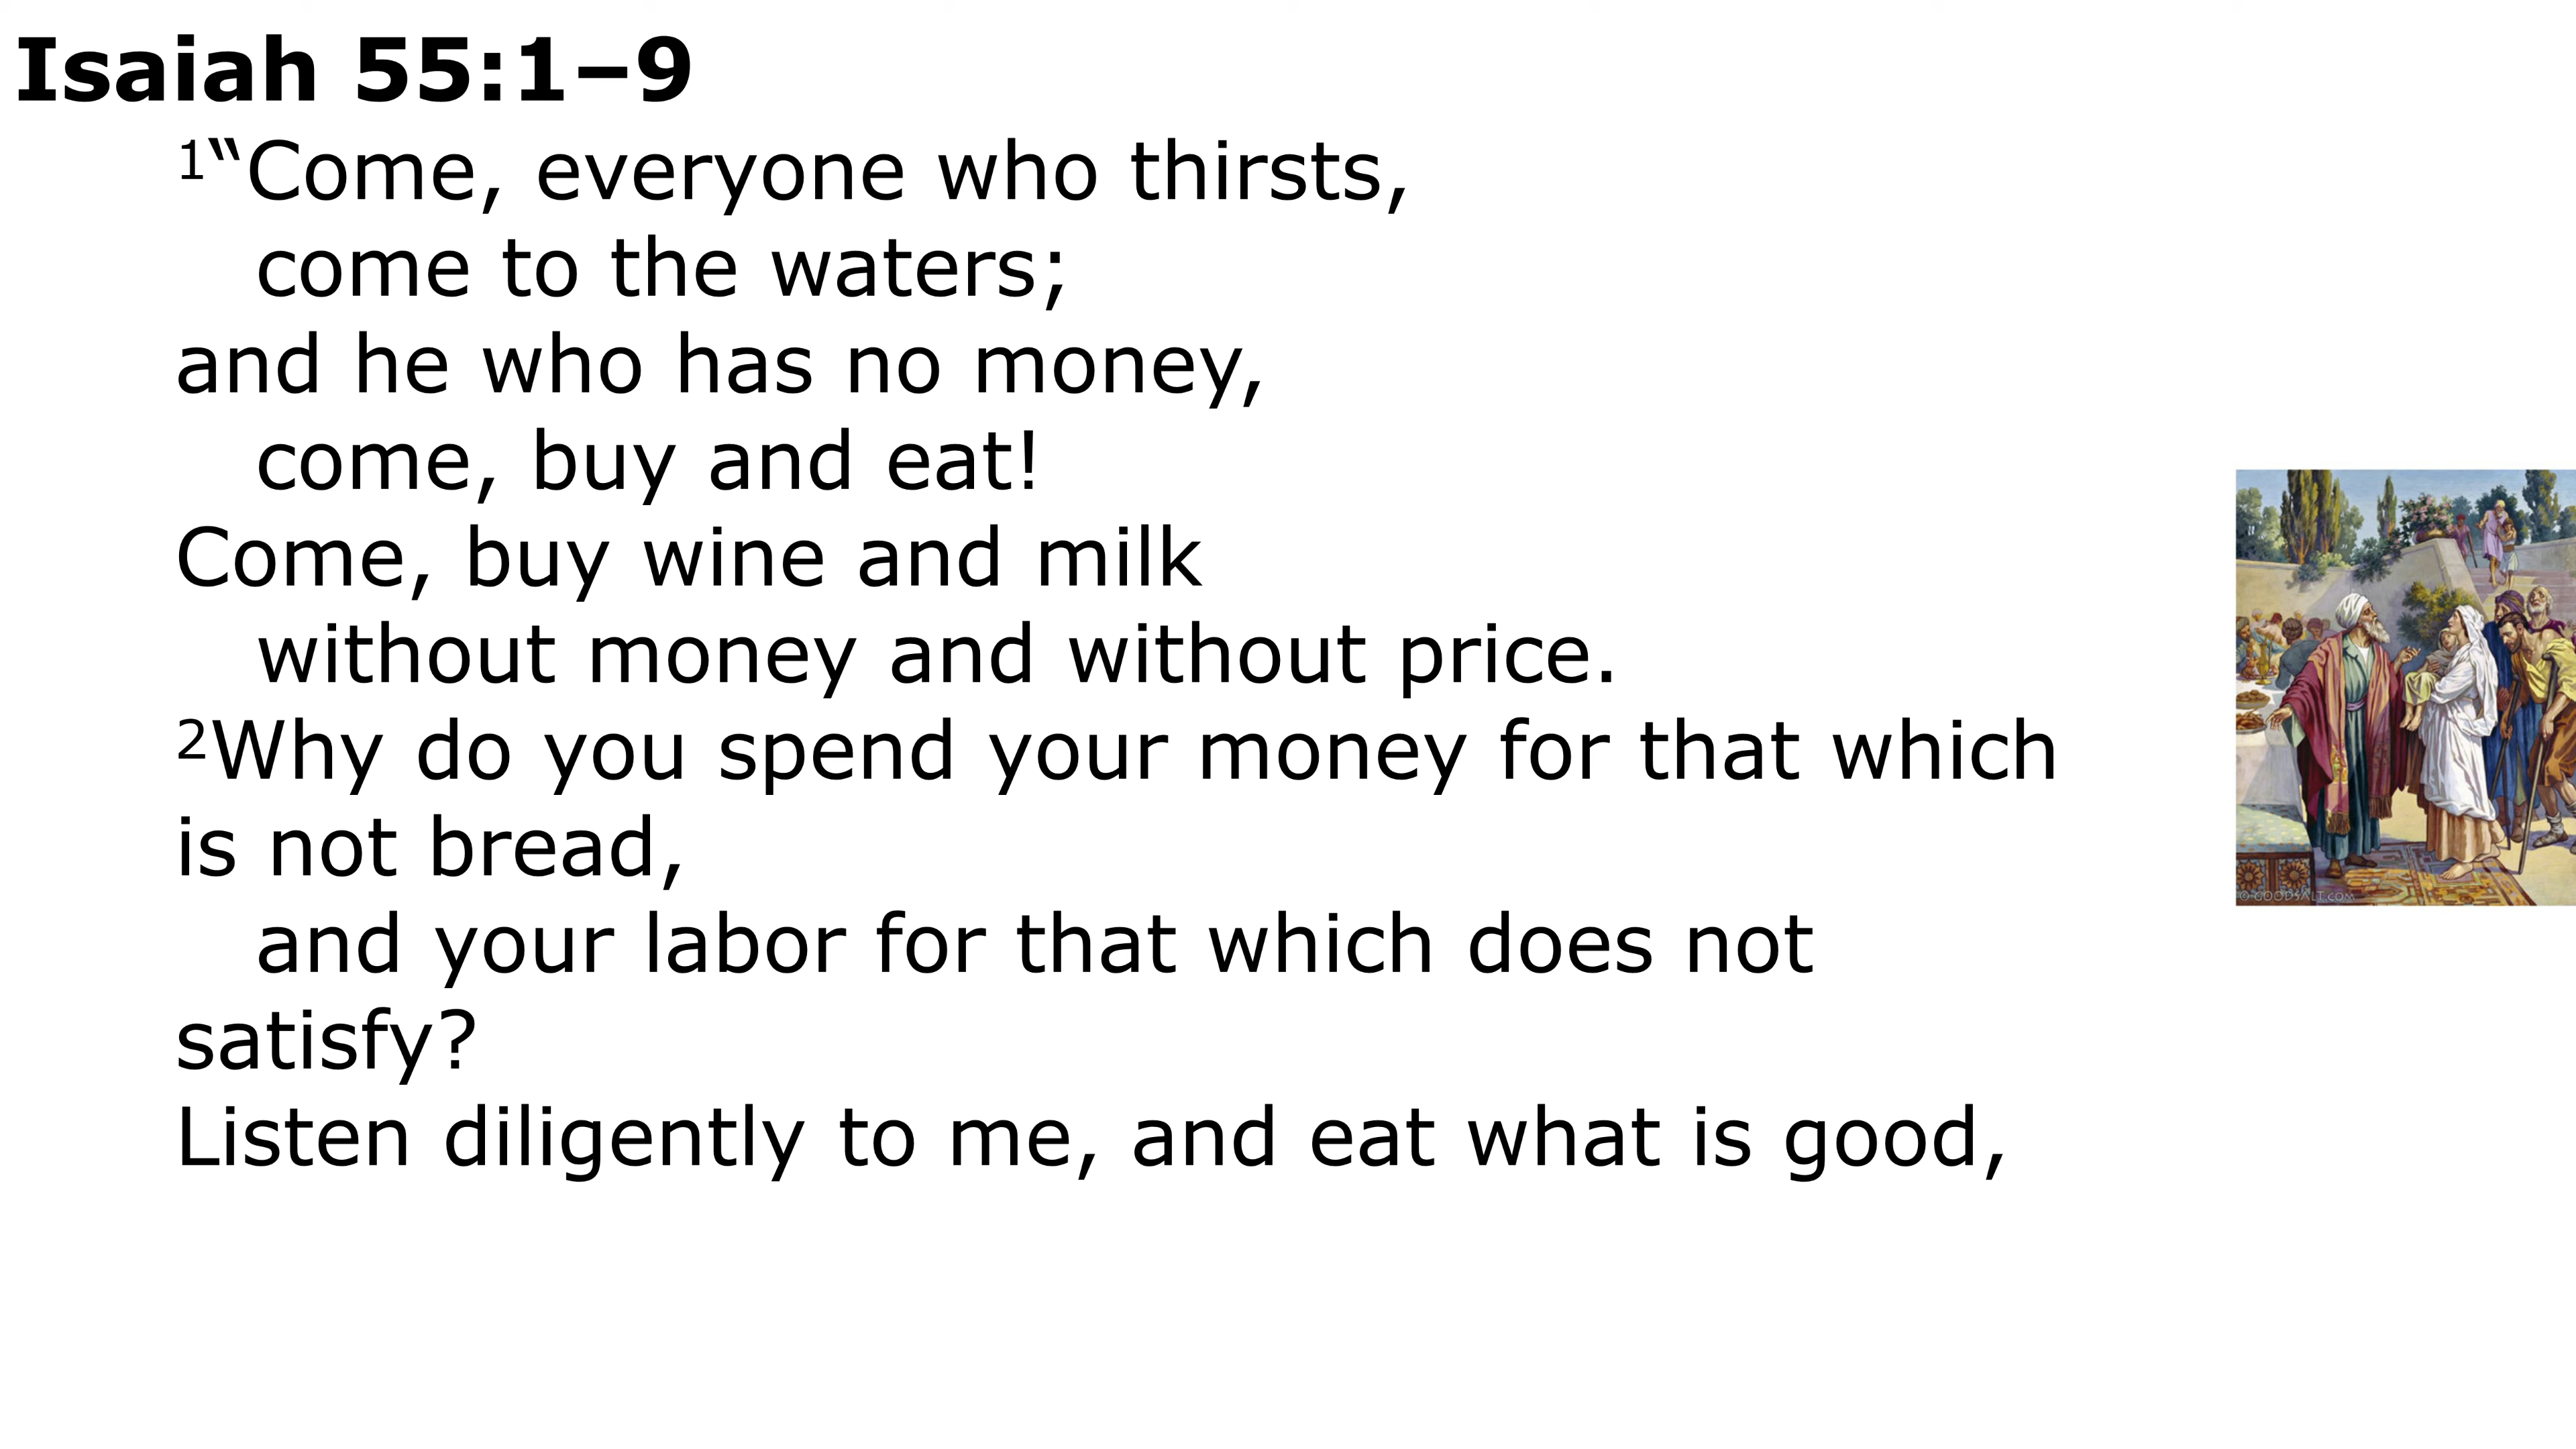 Isaiah 55:1–9
1“Come, everyone who thirsts,
come to the waters;
and he who has no money,
come, buy and eat!
Come, buy wine and milk
without money and without price.
2Why do you spend your money for that which
is not bread,
and your labor for that which does not
satisfy?
Listen diligently to me, and eat what is good,
© GOODSALT.COM